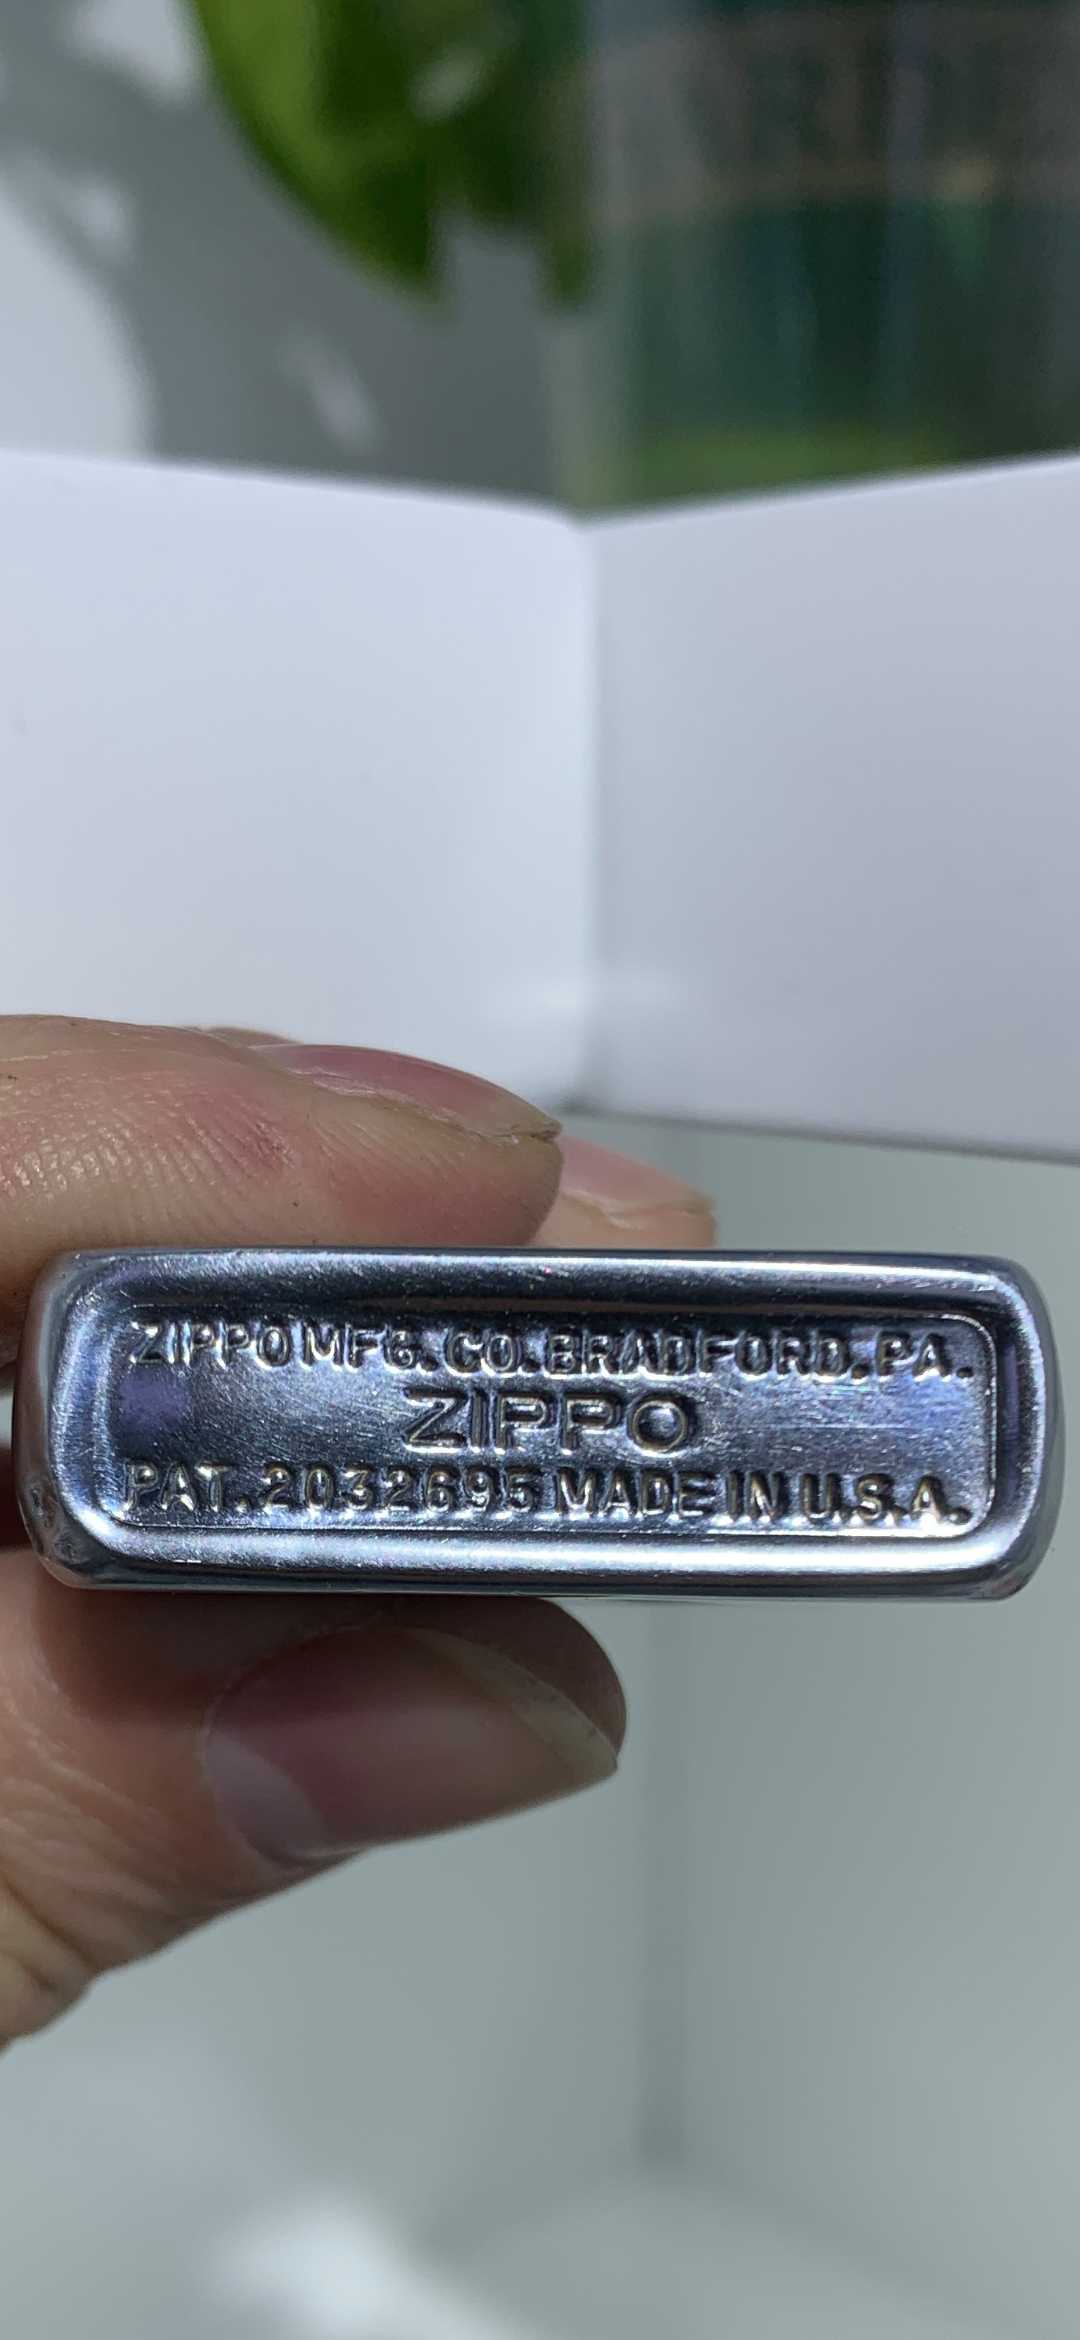 ZIPPO MFG. CO. BRADFORD, PA.
ZIPPO
PAT. 2032695 MADE IN U.S.A.